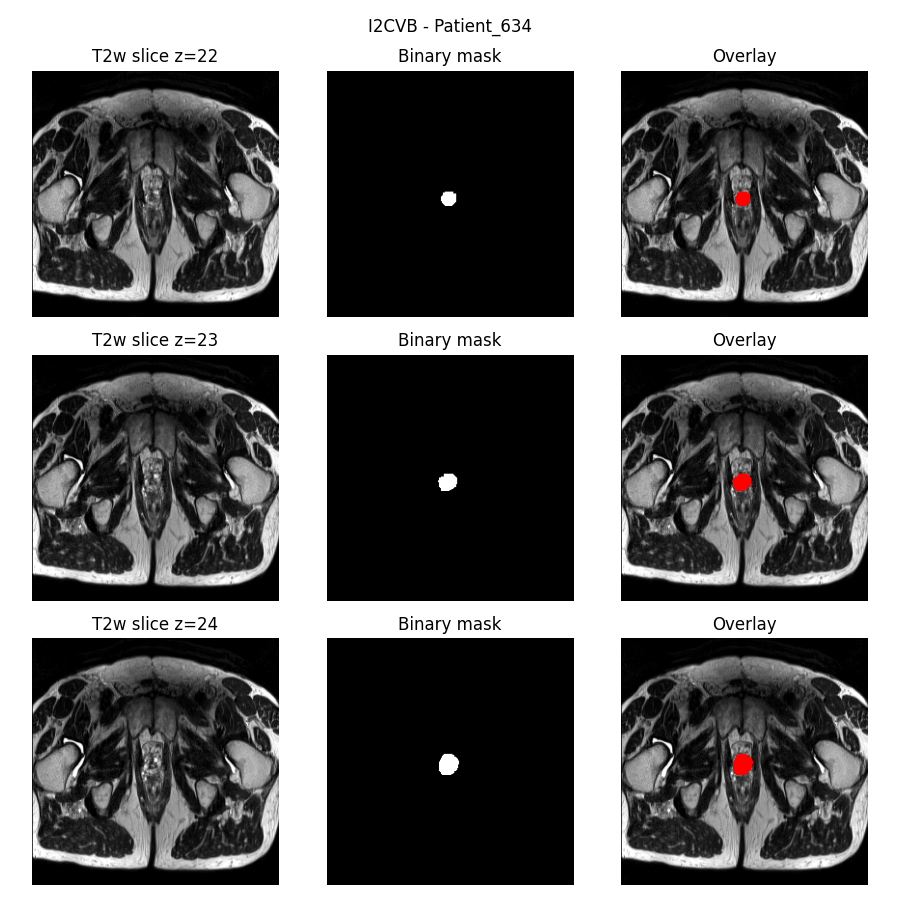 I2CVB - Patient_634
T2w slice z=22
Binary mask
Overlay
T2w slice z=23
Binary mask
Overlay
T2w slice z=24
Binary mask
Overlay